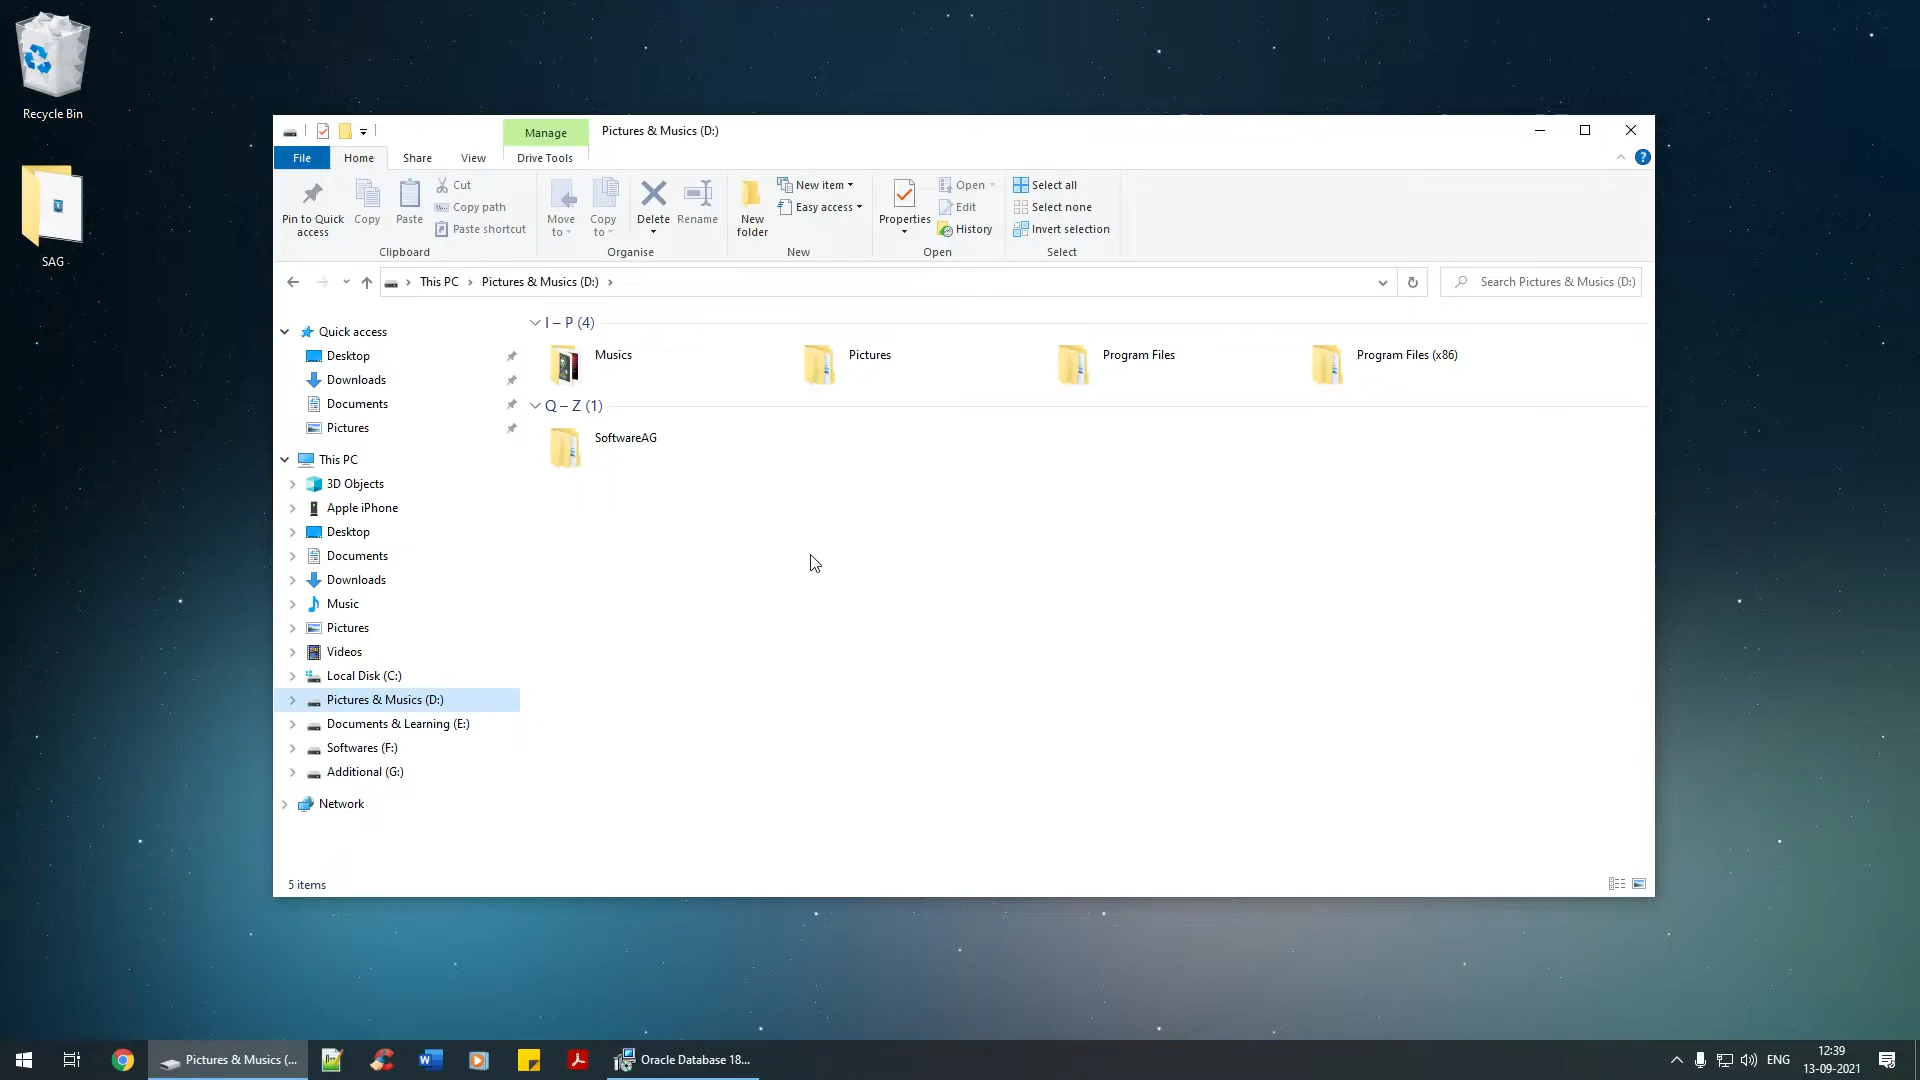 Recycle Bin
SAG
Manage
Pictures & Musics (D:)
File
Home
Share
View
Drive Tools
Pin to Quick access
Copy
Paste
Cut
Copy path
Paste shortcut
Clipboard
Move to
Copy to
Delete
Rename
Organise
New folder
New item
Easy access
New
Properties
Open
Edit
History
Open
Select all
Select none
Invert selection
Select
This PC
Pictures & Musics (D:)
Search Pictures & Musics (D:)
Quick access
Desktop
Downloads
Documents
Pictures
This PC
3D Objects
Apple iPhone
Desktop
Documents
Downloads
Music
Pictures
Videos
Local Disk (C:)
Pictures & Musics (D:)
Documents & Learning (E:)
Softwares (F:)
Additional (G:)
Network
I – P (4)
Musics
Pictures
Program Files
Program Files (x86)
Q – Z (1)
SoftwareAG
5 items
Pictures & Musics (...
Oracle Database 18...
ENG
12:39
13-09-2021